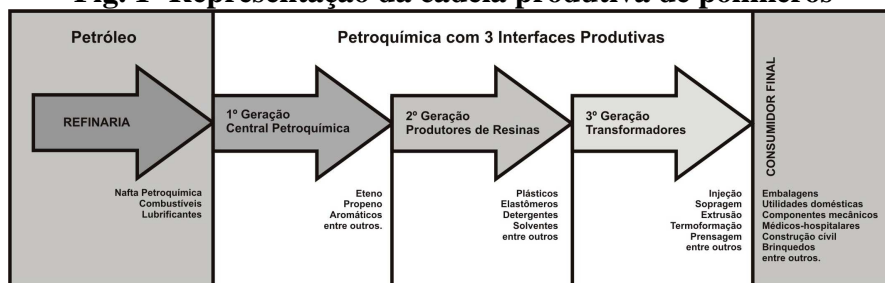 Fig. 1- Representação da cadeia produtiva de polímeros
Petróleo
Petroquímica com 3 Interfaces Produtivas
REFINARIA
1º Geração
Central Petroquímica
2º Geração
Produtores de Resinas
3º Geração
Transformadores
CONSUMIDOR FINAL
Nafta Petroquímica
Combustíveis
Lubrificantes
Eteno
Propeno
Aromáticos
entre outros.
Plásticos
Elastômeros
Detergentes
Solventes
entre outros
Injeção
Sopragem
Extrusão
Termoformação
Prensagem
entre outros
Embalagens
Utilidades domésticas
Componentes mecânicos
Médicos-hospitalares
Construção cívil
Brinquedos
entre outros.